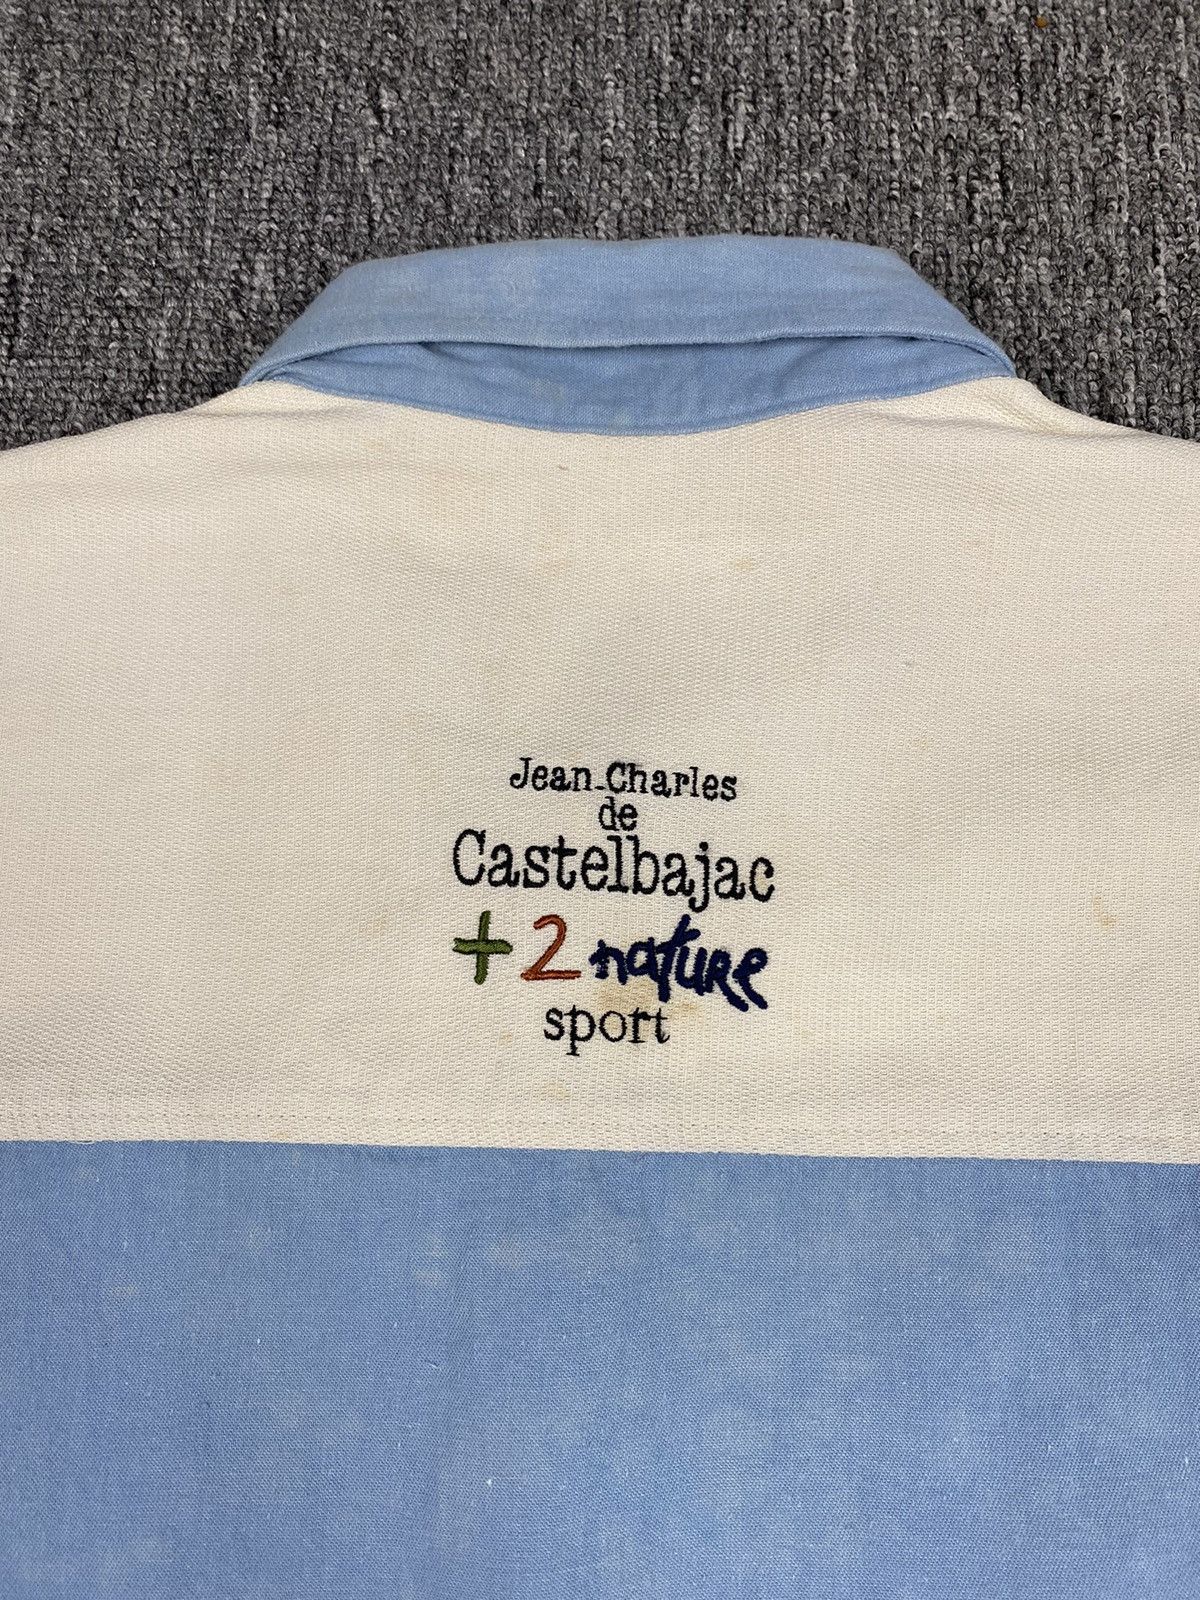 Jean-Charles
de
Castelbajac
+2 nature
sport